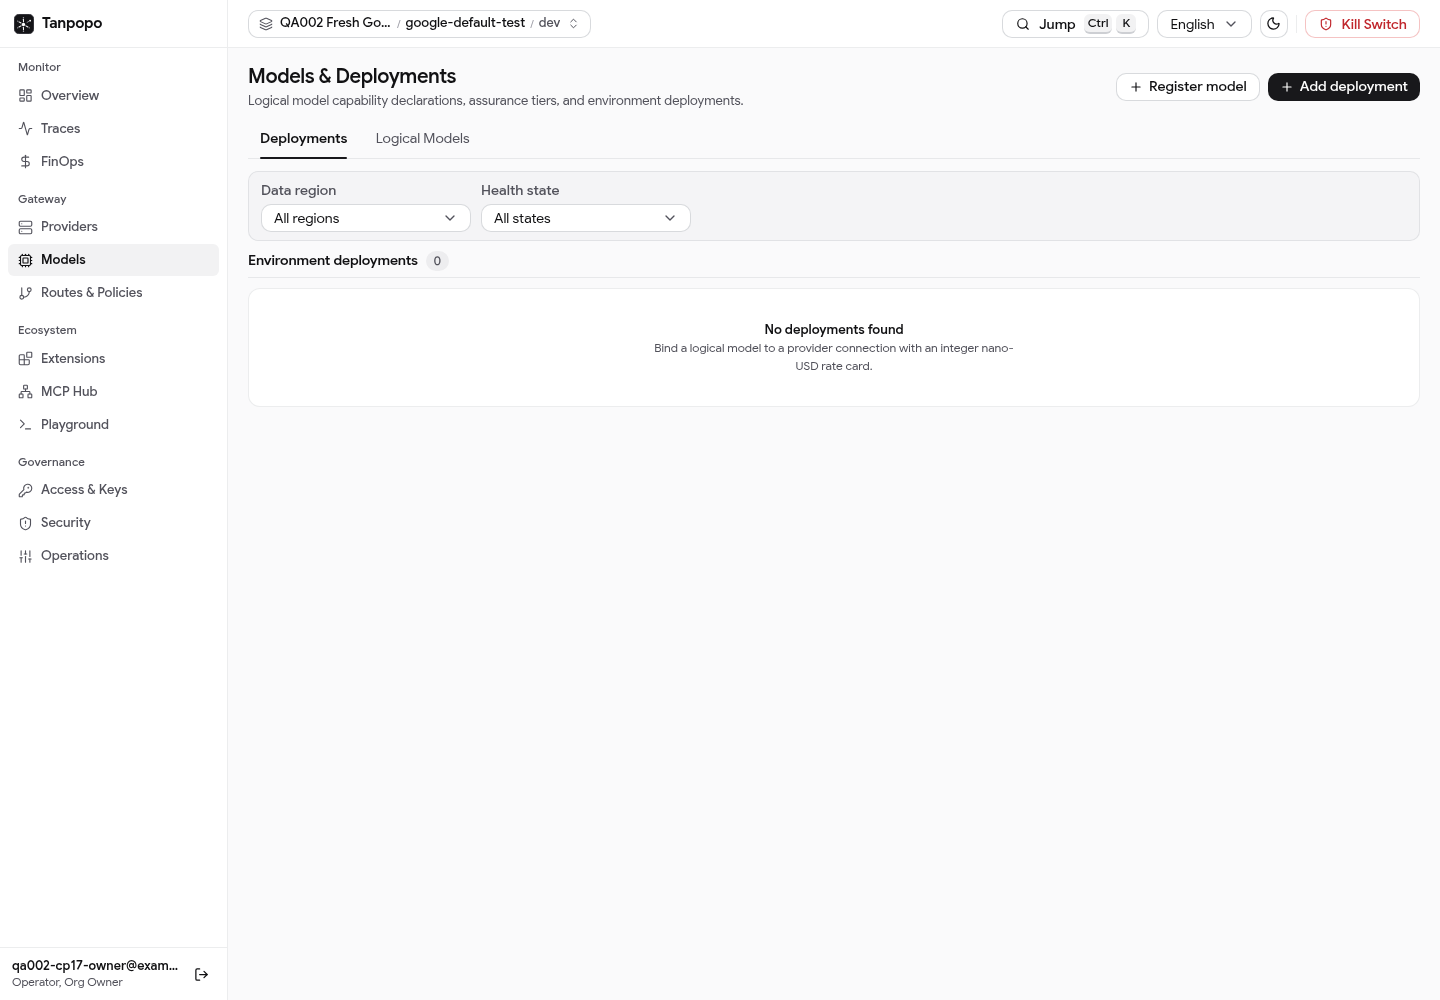 Tanpopo
QA002 Fresh Go... / google-default-test / dev
Jump Ctrl K
English
Kill Switch
Monitor
Overview
Traces
FinOps
Gateway
Providers
Models
Routes & Policies
Ecosystem
Extensions
MCP Hub
Playground
Governance
Access & Keys
Security
Operations
qa002-cp17-owner@exam...
Operator, Org Owner
Models & Deployments
Logical model capability declarations, assurance tiers, and environment deployments.
Register model
Add deployment
Deployments
Logical Models
Data region
Health state
All regions
All states
Environment deployments 0
No deployments found
Bind a logical model to a provider connection with an integer nano-
USD rate card.